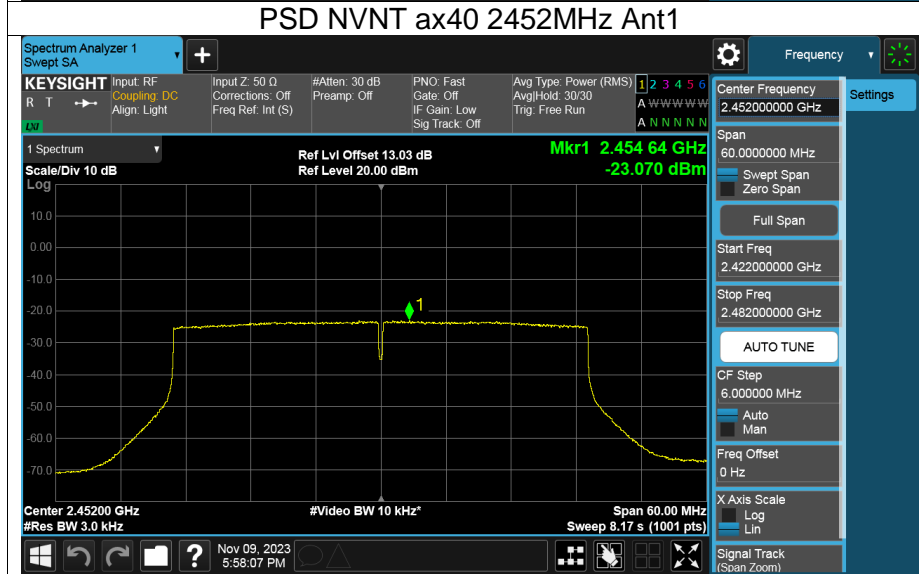 PSD NVNT ax40 2452MHz Ant1
Spectrum Analyzer 1
Swept SA
+
Frequency
KEYSIGHT
R T
LXI
Input: RF
Coupling: DC
Align: Light
Input Z: 50 Ω
Corrections: Off
Freq Ref: Int (S)
#Atten: 30 dB
Preamp: Off
PNO: Fast
Gate: Off
IF Gain: Low
Sig Track: Off
Avg Type: Power (RMS)
Avg|Hold: 30/30
Trig: Free Run
1 2 3 4 5 6
A W W W W W
A N N N N N
1 Spectrum
Scale/Div 10 dB
Log
Ref Lvl Offset 13.03 dB
Ref Level 20.00 dBm
Mkr1 2.454 64 GHz
-23.070 dBm
10.0
0.00
-10.0
-20.0
-30.0
-40.0
-50.0
-60.0
-70.0
1
Center 2.45200 GHz
#Res BW 3.0 kHz
#Video BW 10 kHz*
Span 60.00 MHz
Sweep 8.17 s (1001 pts)
?
Nov 09, 2023
5:58:07 PM
Center Frequency
2.452000000 GHz
Settings
Span
60.0000000 MHz
Swept Span
Zero Span
Full Span
Start Freq
2.422000000 GHz
Stop Freq
2.482000000 GHz
AUTO TUNE
CF Step
6.000000 MHz
Auto
Man
Freq Offset
0 Hz
X Axis Scale
Log
Lin
Signal Track
(Span Zoom)